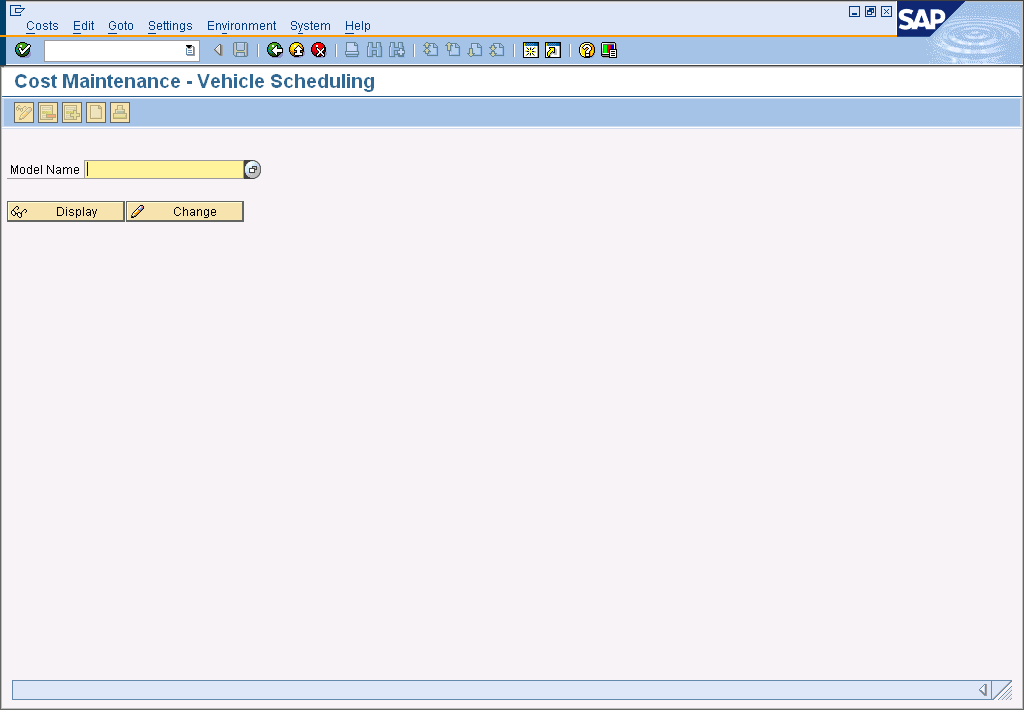 Costs Edit Goto Settings Environment System Help
SAP
Cost Maintenance - Vehicle Scheduling
Model Name
Display Change